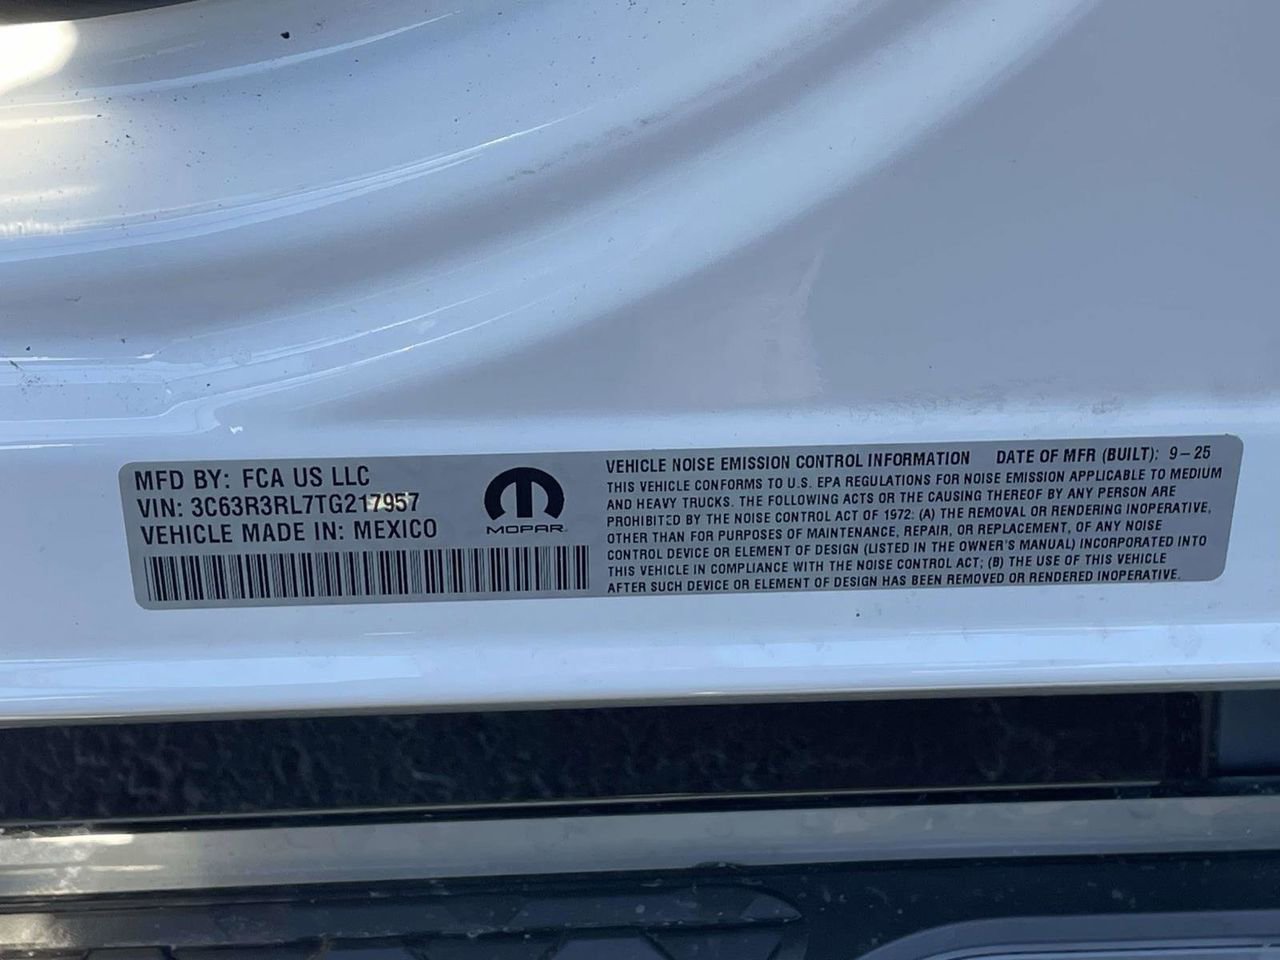 MFD BY: FCA US LLC
VIN: 3C63R3RL7TG217957
VEHICLE MADE IN: MEXICO
MOPAR
VEHICLE NOISE EMISSION CONTROL INFORMATION DATE OF MFR (BUILT): 9-25
THIS VEHICLE CONFORMS TO U.S. EPA REGULATIONS FOR NOISE EMISSION APPLICABLE TO MEDIUM
AND HEAVY TRUCKS. THE FOLLOWING ACTS OR THE CAUSING THEREOF BY ANY PERSON ARE
PROHIBITED BY THE NOISE CONTROL ACT OF 1972: (A) THE REMOVAL OR RENDERING INOPERATIVE,
OTHER THAN FOR PURPOSES OF MAINTENANCE, REPAIR, OR REPLACEMENT, OF ANY NOISE
CONTROL DEVICE OR ELEMENT OF DESIGN (LISTED IN THE OWNER'S MANUAL) INCORPORATED INTO
THIS VEHICLE IN COMPLIANCE WITH THE NOISE CONTROL ACT; (B) THE USE OF THIS VEHICLE
AFTER SUCH DEVICE OR ELEMENT OF DESIGN HAS BEEN REMOVED OR RENDERED INOPERATIVE.